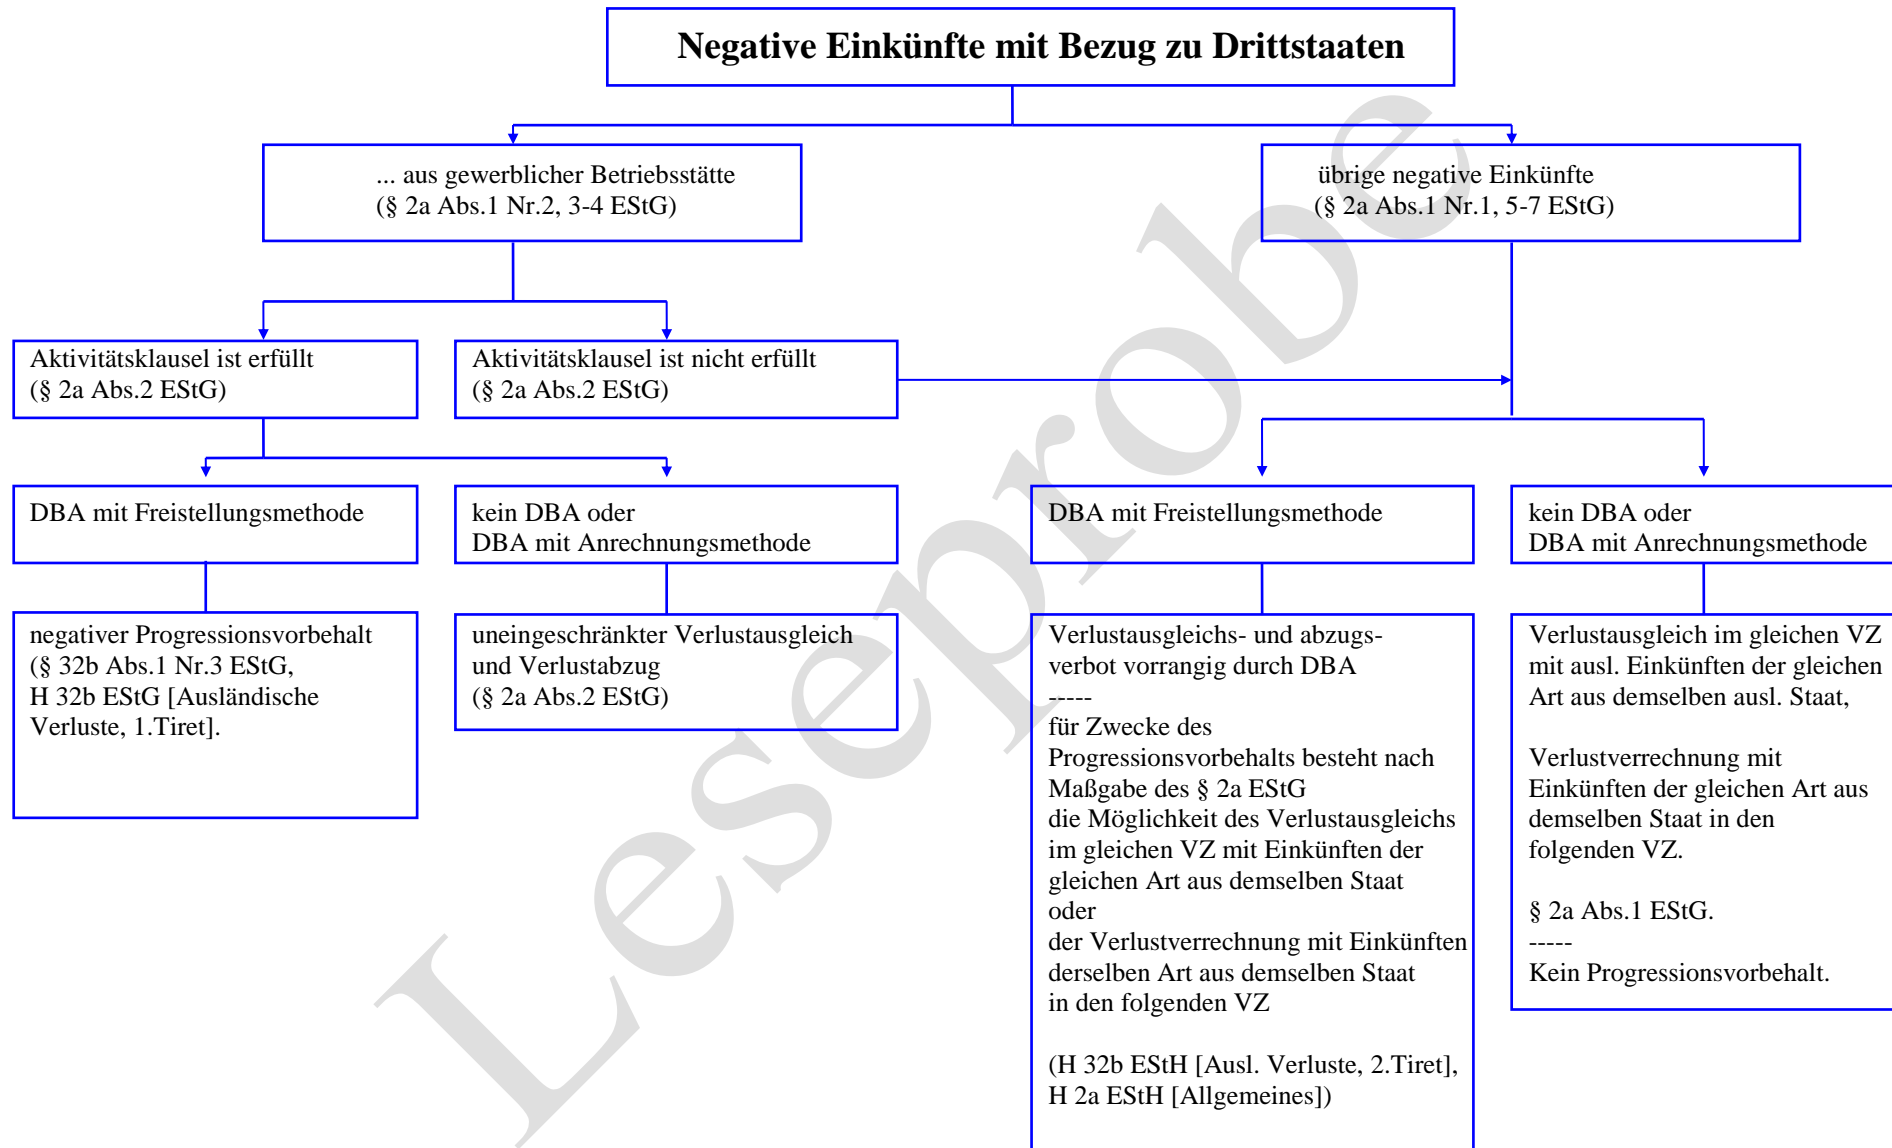 Negative Einkünfte mit Bezug zu Drittstaaten
... aus gewerblicher Betriebsstätte
(§ 2a Abs.1 Nr.2, 3-4 EStG)
übrige negative Einkünfte
(§ 2a Abs.1 Nr.1, 5-7 EStG)
Aktivitätsklausel ist erfüllt
(§ 2a Abs.2 EStG)
Aktivitätsklausel ist nicht erfüllt
(§ 2a Abs.2 EStG)
DBA mit Freistellungsmethode
kein DBA oder
DBA mit Anrechnungsmethode
DBA mit Freistellungsmethode
kein DBA oder
DBA mit Anrechnungsmethode
negativer Progressionsvorbehalt
(§ 32b Abs.1 Nr.3 EStG,
H 32b EStG [Ausländische
Verluste, 1.Tiret].
uneingeschränkter Verlustausgleich
und Verlustabzug
(§ 2a Abs.2 EStG)
Verlustausgleichs- und abzugs-
verbot vorrangig durch DBA
-----
für Zwecke des
Progressionsvorbehalts besteht nach
Maßgabe des § 2a EStG
die Möglichkeit des Verlustausgleichs
im gleichen VZ mit Einkünften der
gleichen Art aus demselben Staat
oder
der Verlustverrechnung mit Einkünften
derselben Art aus demselben Staat
in den folgenden VZ
(H 32b EStH [Ausl. Verluste, 2.Tiret],
H 2a EStH [Allgemeines])
Verlustausgleich im gleichen VZ
mit ausl. Einkünften der gleichen
Art aus demselben ausl. Staat,
Verlustverrechnung mit
Einkünften der gleichen Art aus
demselben Staat in den
folgenden VZ.
§ 2a Abs.1 EStG.
-----
Kein Progressionsvorbehalt.
Leseprobe